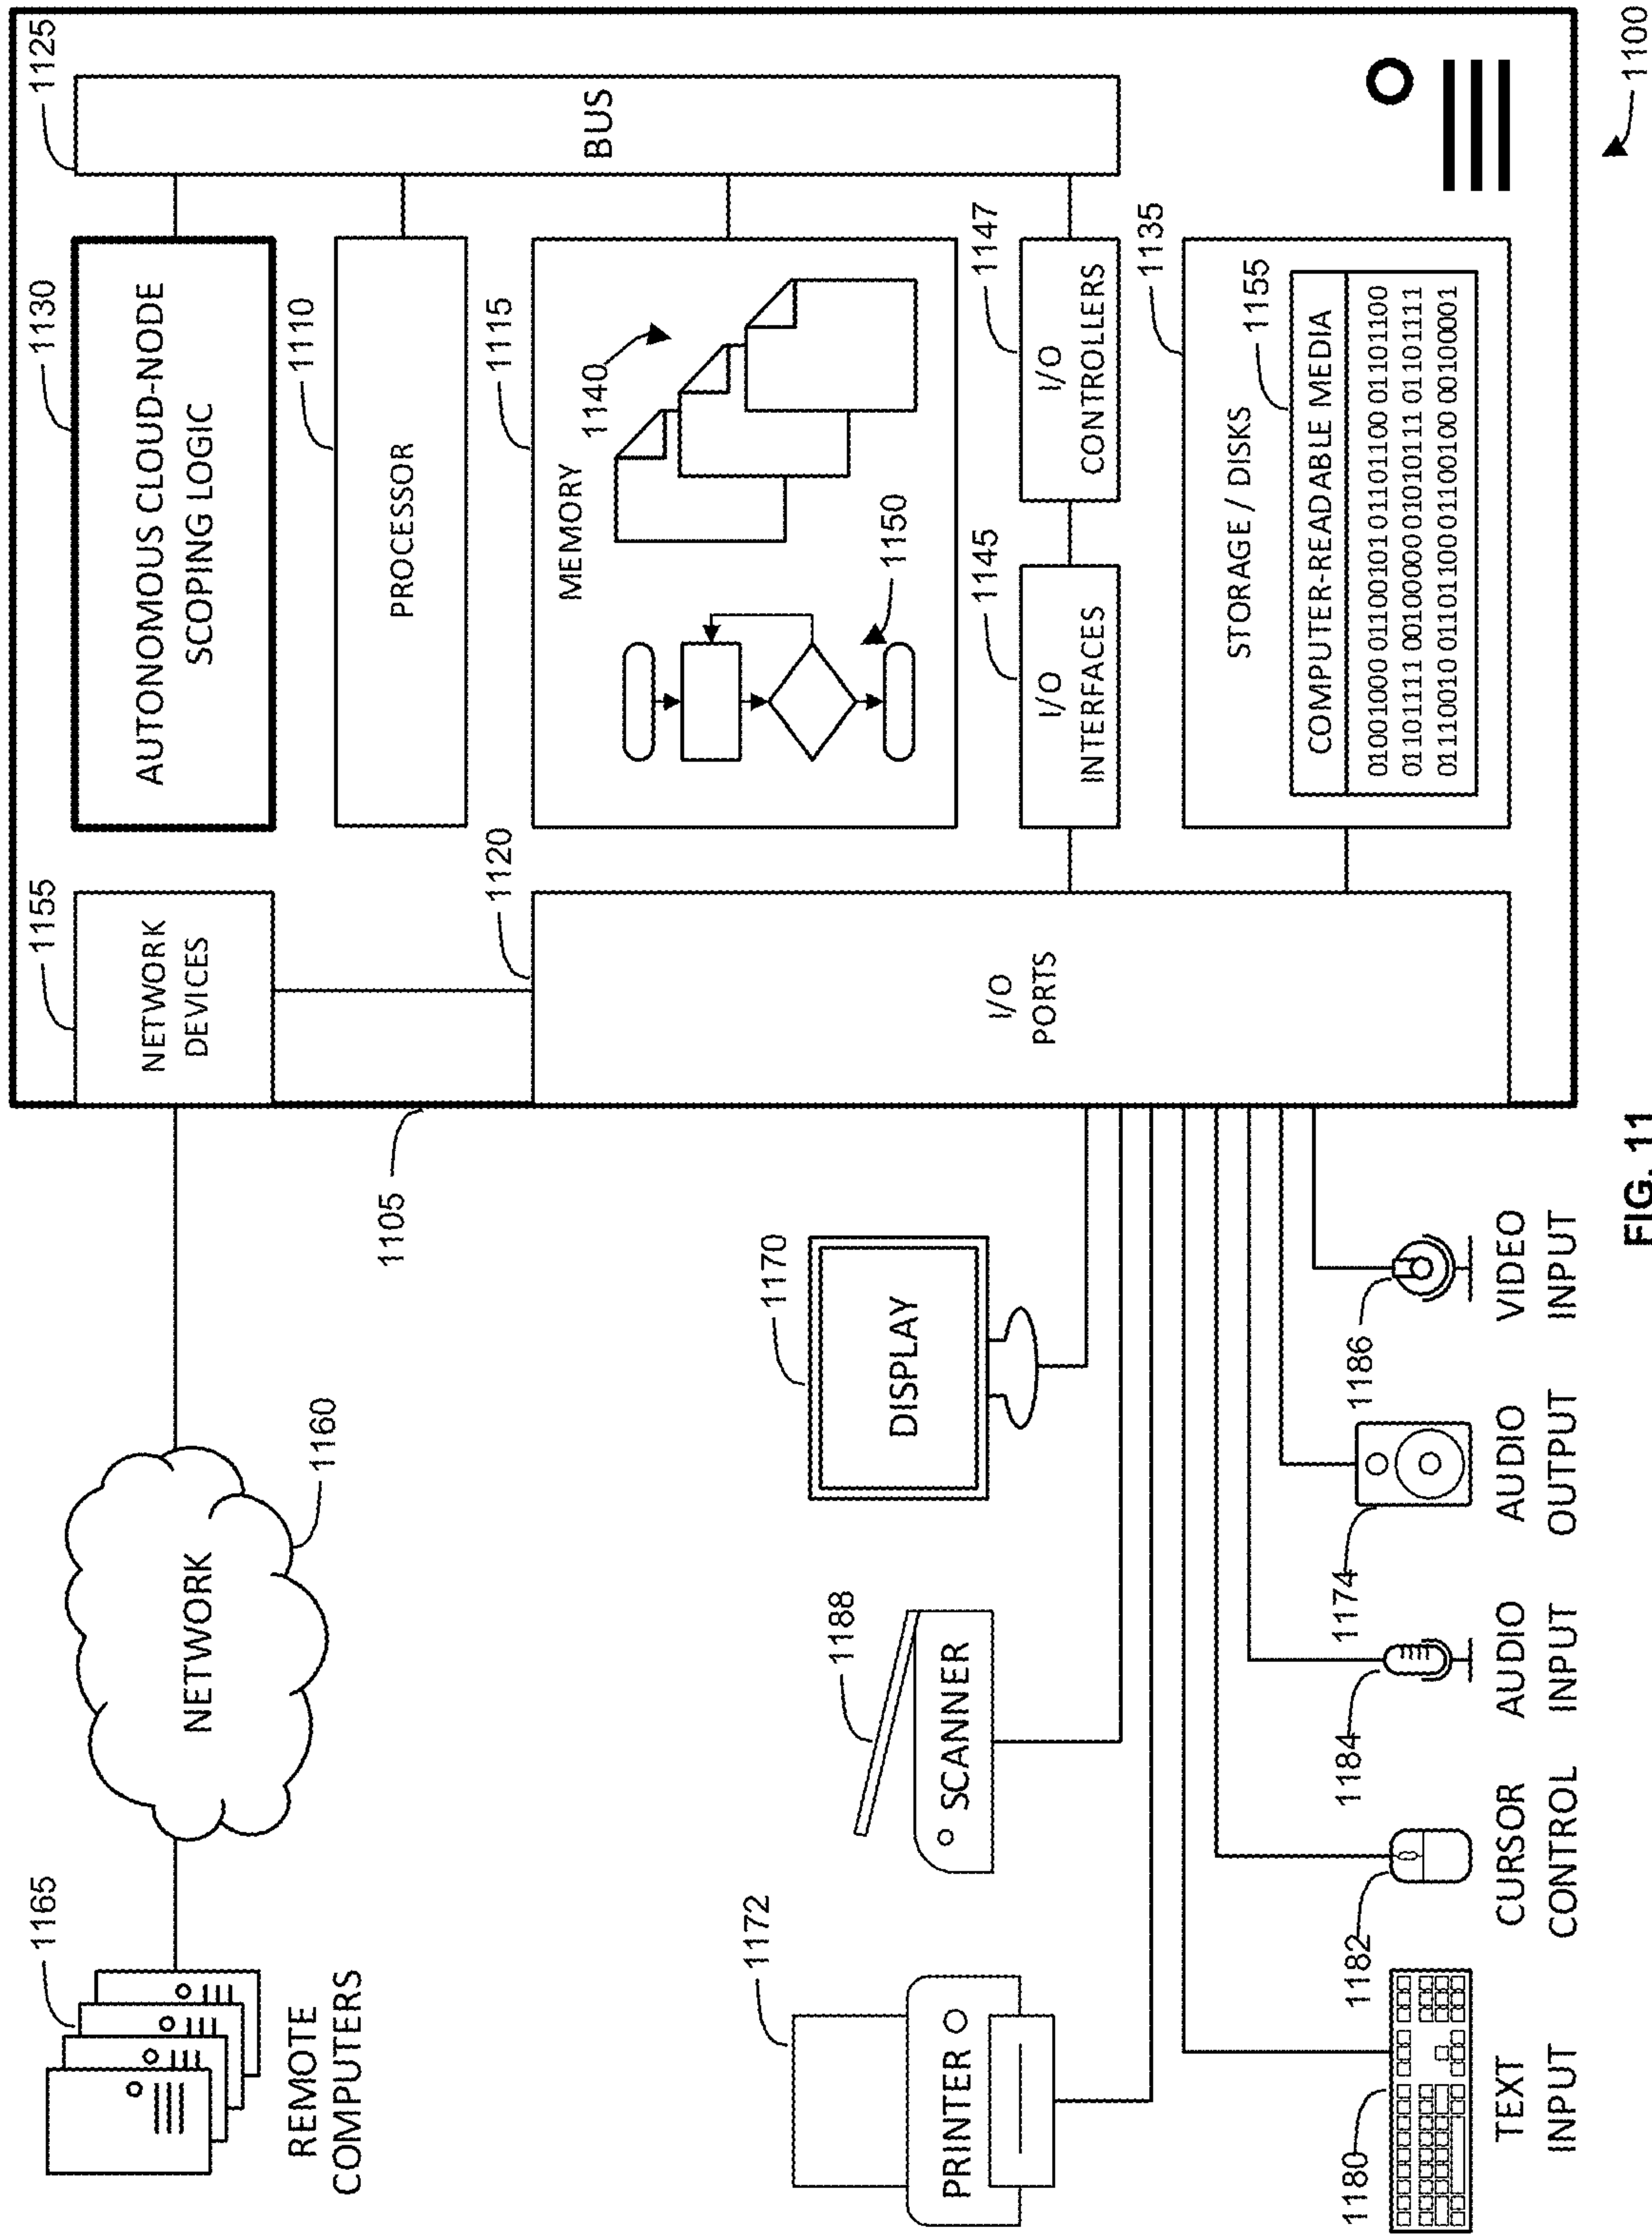 1165
REMOTE
COMPUTERS
NETWORK
1160
1155
NETWORK
DEVICES
1130
AUTONOMOUS CLOUD-NODE
SCOPING LOGIC
1125
BUS
1105
1110
PROCESSOR
1120
I/O
PORTS
1115
MEMORY
1140
1150
1145
I/O
INTERFACES
1147
I/O
CONTROLLERS
1135
STORAGE / DISKS
1155
COMPUTER-READABLE MEDIA
01001000 01100101 01101100 01101100
01101111 00100000 01010111 01101111
01110010 01101100 01100100 00100001
1172
PRINTER
1188
SCANNER
1170
DISPLAY
1180
TEXT
INPUT
1182
CURSOR
CONTROL
1184
AUDIO
INPUT
1174
AUDIO
OUTPUT
1186
VIDEO
INPUT
1100
FIG. 11